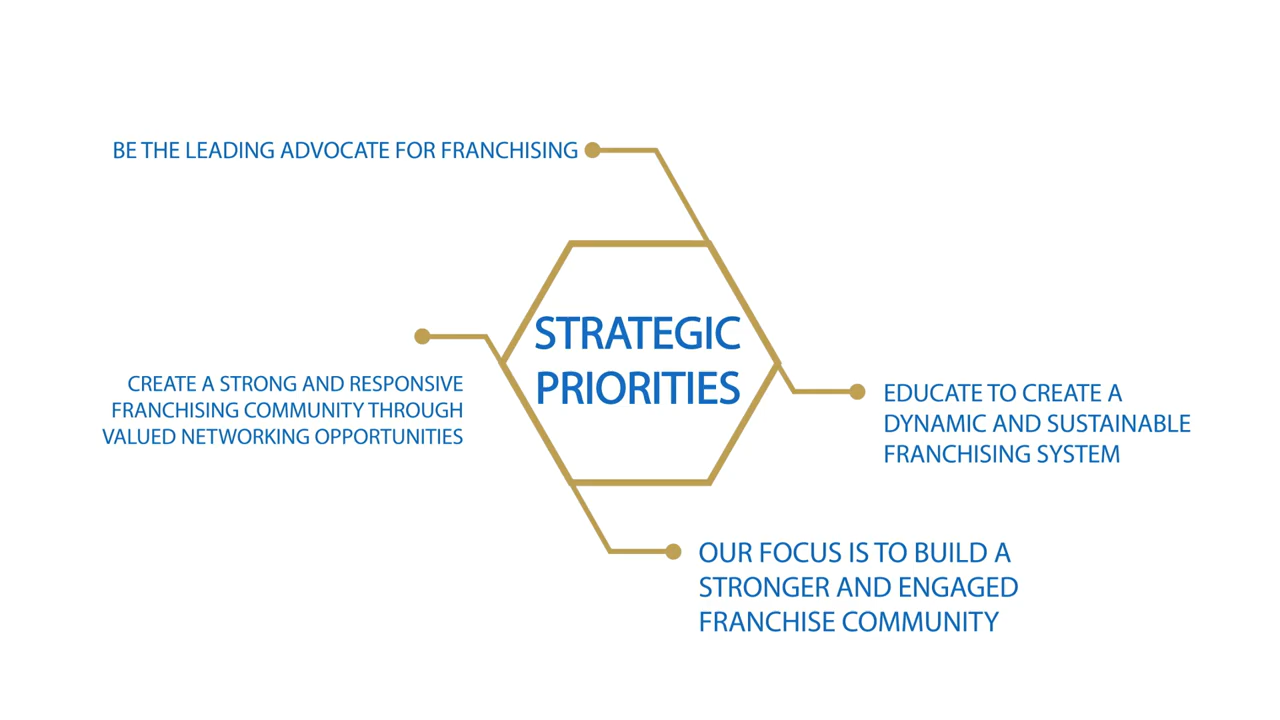 BE THE LEADING ADVOCATE FOR FRANCHISING
STRATEGIC
PRIORITIES
CREATE A STRONG AND RESPONSIVE
FRANCHISING COMMUNITY THROUGH
VALUED NETWORKING OPPORTUNITIES
EDUCATE TO CREATE A
DYNAMIC AND SUSTAINABLE
FRANCHISING SYSTEM
OUR FOCUS IS TO BUILD A
STRONGER AND ENGAGED
FRANCHISE COMMUNITY